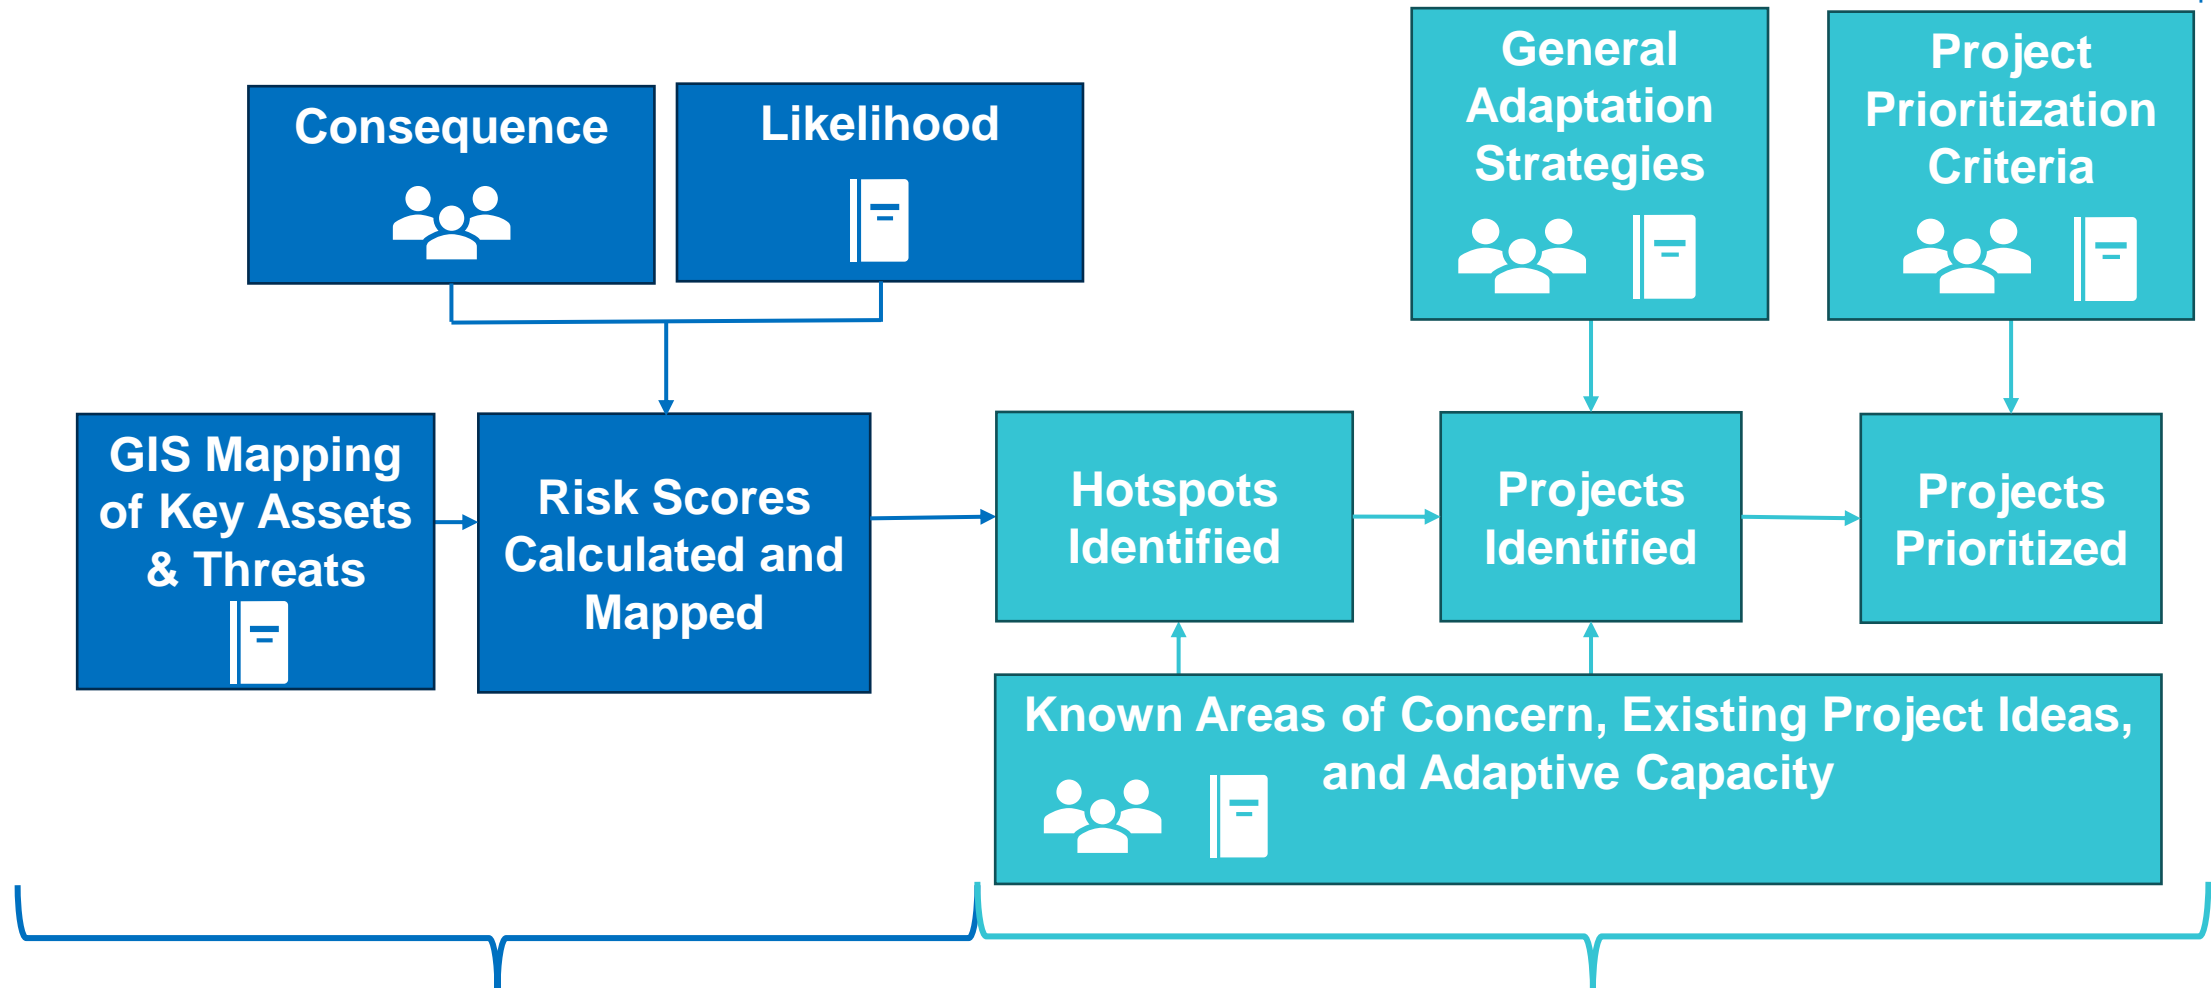 Consequence
Likelihood
General
Adaptation
Strategies
Project
Prioritization
Criteria
GIS Mapping
of Key Assets
& Threats
Risk Scores
Calculated and
Mapped
Hotspots
Identified
Projects
Identified
Projects
Prioritized
Known Areas of Concern, Existing Project Ideas,
and Adaptive Capacity